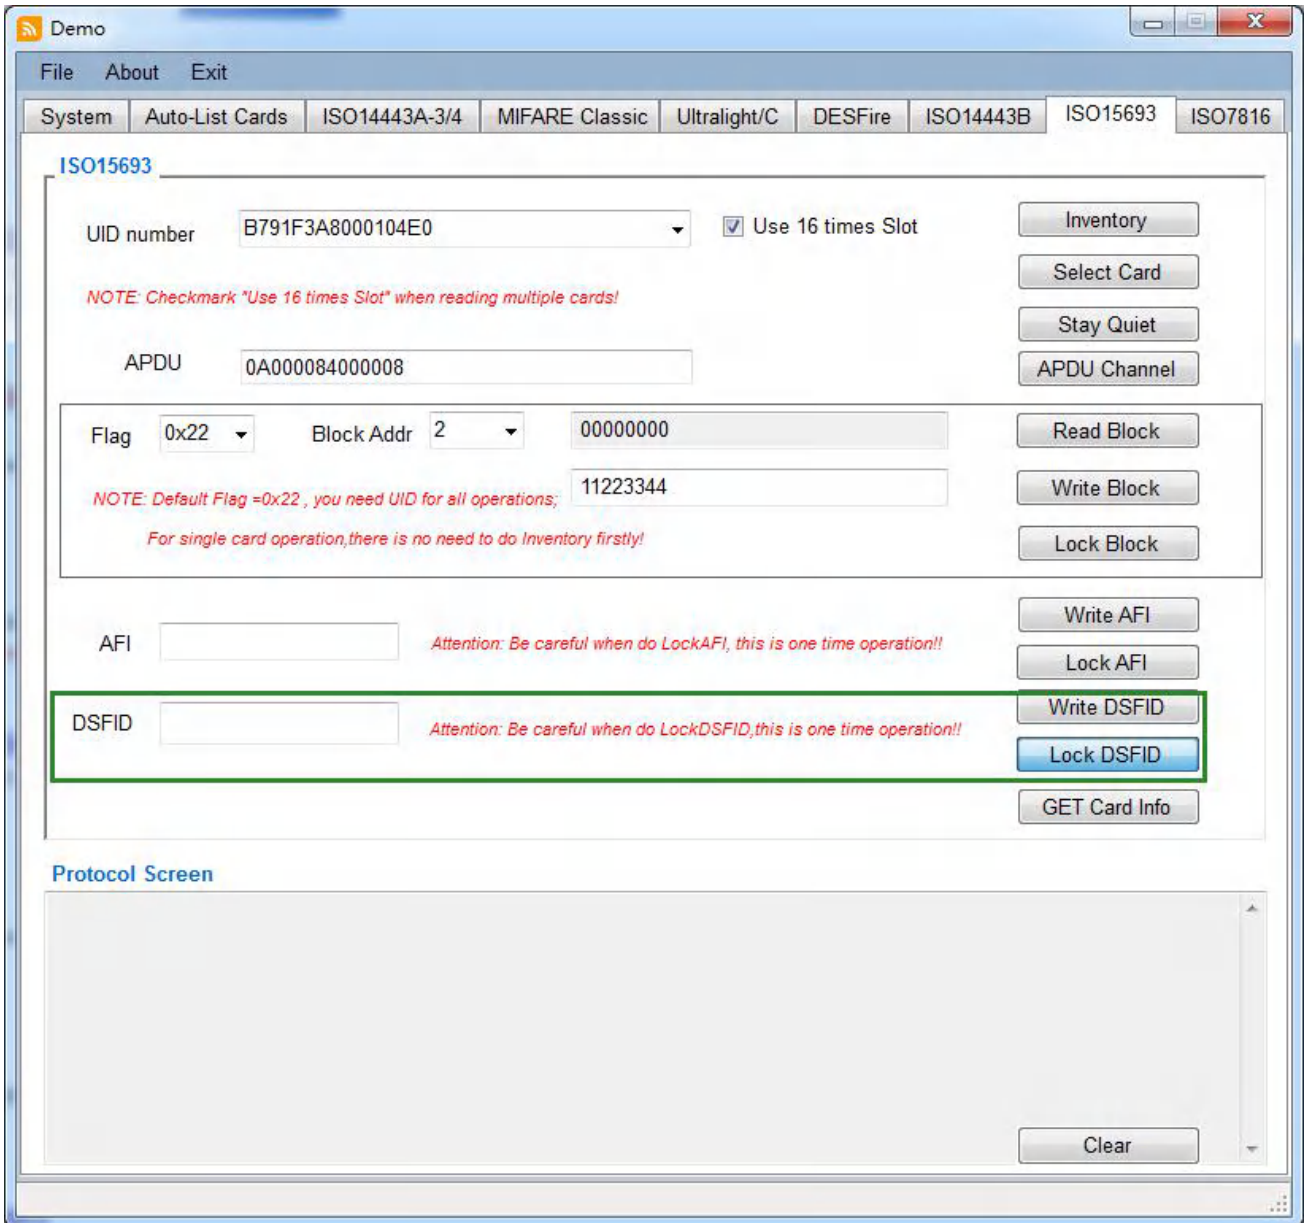 Demo
File About Exit
System Auto-List Cards ISO14443A-3/4 MIFARE Classic Ultralight/C DESFire ISO14443B ISO15693 ISO7816
ISO15693
UID number B791F3A8000104E0 Use 16 times Slot Inventory
Select Card
NOTE: Checkmark "Use 16 times Slot" when reading multiple cards!
Stay Quiet
APDU 0A000084000008 APDU Channel
Flag 0x22 Block Addr 2 00000000 Read Block
NOTE: Default Flag =0x22 , you need UID for all operations; 11223344 Write Block
For single card operation,there is no need to do Inventory firstly! Lock Block
Write AFI
AFI Attention: Be careful when do LockAFI, this is one time operation!!
Lock AFI
Write DSFID
DSFID Attention: Be careful when do LockDSFID,this is one time operation!!
Lock DSFID
GET Card Info
Protocol Screen
Clear